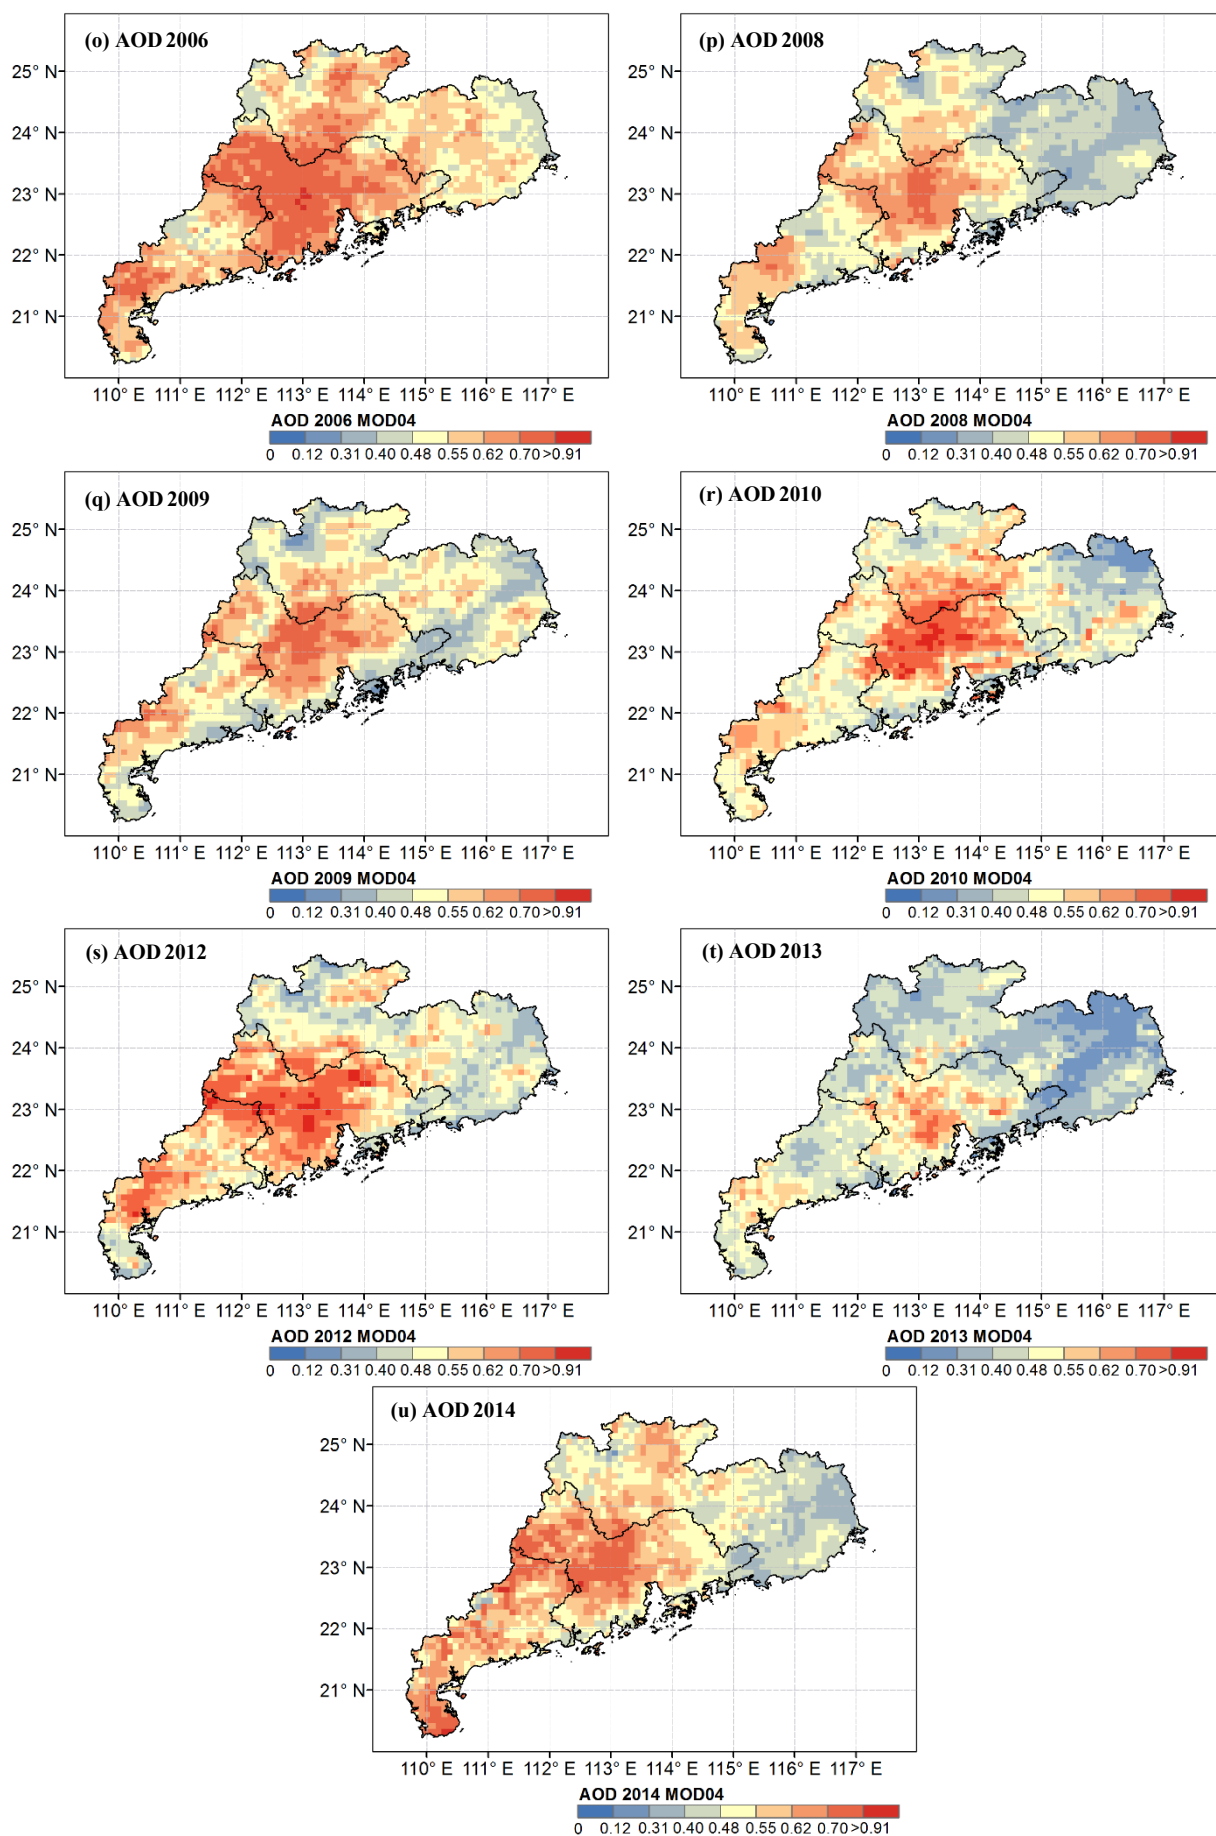 (o) AOD 2006
25° N
24° N
23° N
22° N
21° N
110° E 111° E 112° E 113° E 114° E 115° E 116° E 117° E
AOD 2006 MOD04
0 0.12 0.31 0.40 0.48 0.55 0.62 0.70 >0.91
(p) AOD 2008
25° N
24° N
23° N
22° N
21° N
110° E 111° E 112° E 113° E 114° E 115° E 116° E 117° E
AOD 2008 MOD04
0 0.12 0.31 0.40 0.48 0.55 0.62 0.70 >0.91
(q) AOD 2009
25° N
24° N
23° N
22° N
21° N
110° E 111° E 112° E 113° E 114° E 115° E 116° E 117° E
AOD 2009 MOD04
0 0.12 0.31 0.40 0.48 0.55 0.62 0.70 >0.91
(r) AOD 2010
25° N
24° N
23° N
22° N
21° N
110° E 111° E 112° E 113° E 114° E 115° E 116° E 117° E
AOD 2010 MOD04
0 0.12 0.31 0.40 0.48 0.55 0.62 0.70 >0.91
(s) AOD 2012
25° N
24° N
23° N
22° N
21° N
110° E 111° E 112° E 113° E 114° E 115° E 116° E 117° E
AOD 2012 MOD04
0 0.12 0.31 0.40 0.48 0.55 0.62 0.70 >0.91
(t) AOD 2013
25° N
24° N
23° N
22° N
21° N
110° E 111° E 112° E 113° E 114° E 115° E 116° E 117° E
AOD 2013 MOD04
0 0.12 0.31 0.40 0.48 0.55 0.62 0.70 >0.91
(u) AOD 2014
25° N
24° N
23° N
22° N
21° N
110° E 111° E 112° E 113° E 114° E 115° E 116° E 117° E
AOD 2014 MOD04
0 0.12 0.31 0.40 0.48 0.55 0.62 0.70 >0.91